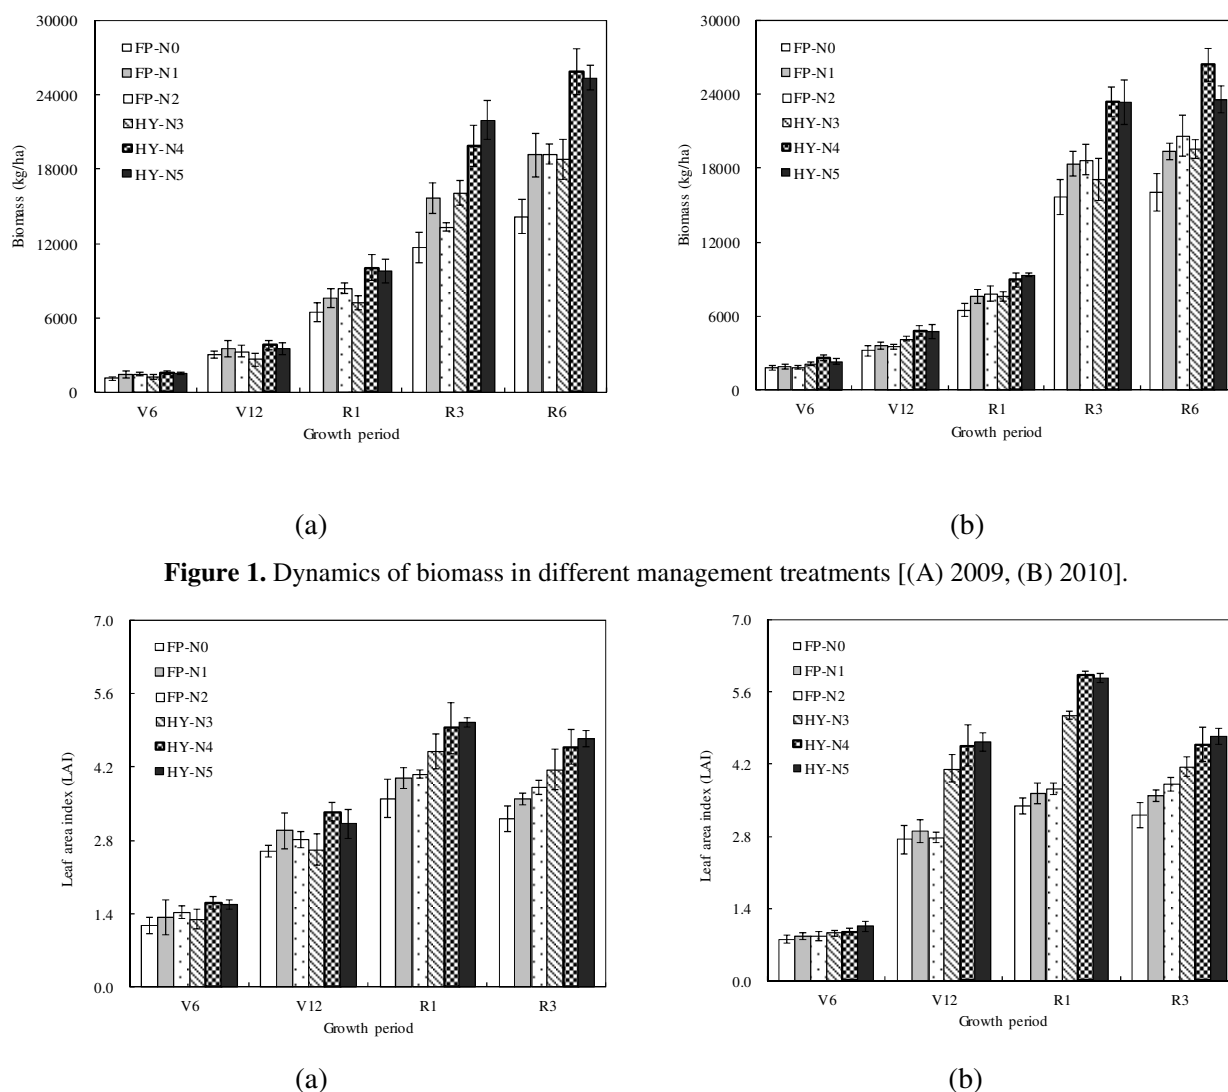 30000
24000
18000
12000
6000
0
Biomass (kg/ha)
FP-N0
FP-N1
FP-N2
HY-N3
HY-N4
HY-N5
V6 V12 R1 R3 R6
Growth period
(a)
30000
24000
18000
12000
6000
0
Biomass (kg/ha)
FP-N0
FP-N1
FP-N2
HY-N3
HY-N4
HY-N5
V6 V12 R1 R3 R6
Growth period
(b)
Figure 1. Dynamics of biomass in different management treatments [(A) 2009, (B) 2010].
7.0
5.6
4.2
2.8
1.4
0.0
Leaf area index (LAI)
FP-N0
FP-N1
FP-N2
HY-N3
HY-N4
HY-N5
V6 V12 R1 R3
Growth period
(a)
7.0
5.6
4.2
2.8
1.4
0.0
Leaf area index (LAI)
FP-N0
FP-N1
FP-N2
HY-N3
HY-N4
HY-N5
V6 V12 R1 R3
Growth period
(b)